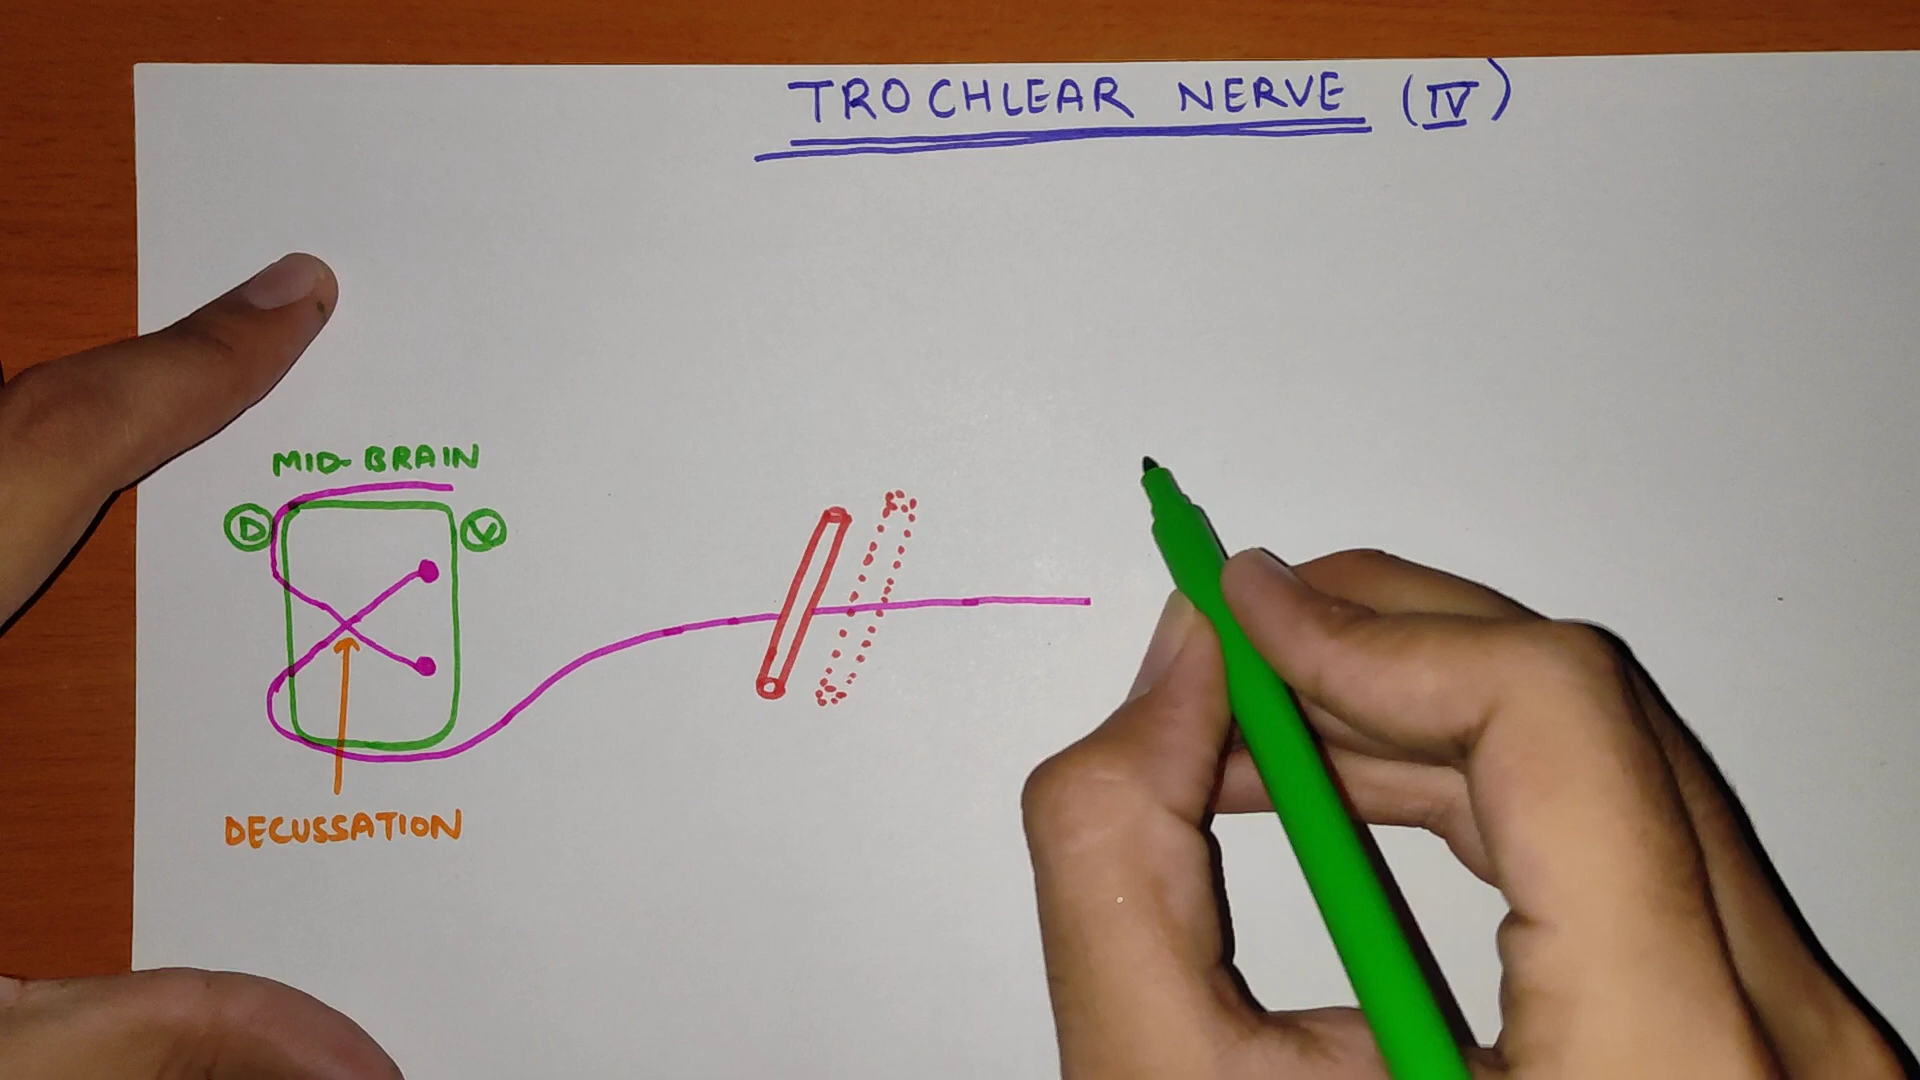 TROCHLEAR NERVE (IV)
MID-BRAIN
D V
DECUSSATION